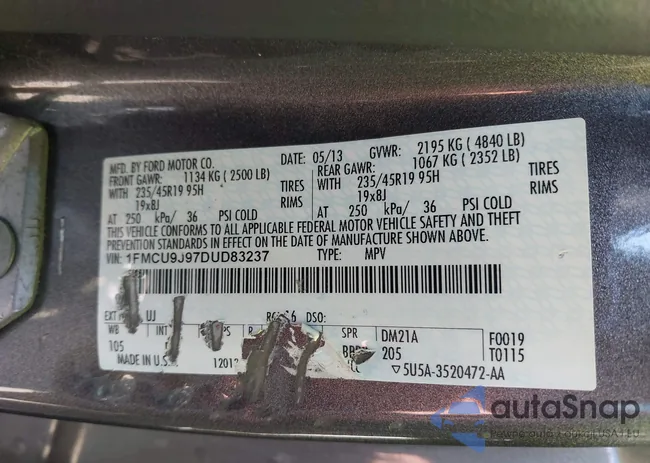 MFD. BY FORD MOTOR CO.
DATE: 05/13 GVWR: 2195 KG ( 4840 LB)
FRONT GAWR: 1134 KG ( 2500 LB)
REAR GAWR: 1067 KG ( 2352 LB)
WITH 235/45R19 95H TIRES
WITH 235/45R19 95H TIRES
19x8J RIMS
19x8J RIMS
AT 250 kPa/ 36 PSI COLD
AT 250 kPa/ 36 PSI COLD
THIS VEHICLE CONFORMS TO ALL APPLICABLE FEDERAL MOTOR VEHICLE SAFETY AND THEFT
PREVENTION STANDARDS IN EFFECT ON THE DATE OF MANUFACTURE SHOWN ABOVE.
VIN: 1FMCU9J97DUD83237 TYPE: MPV
EXT UJ DSO:
WB INT SPR DM21A F0019
105 205 T0115
MADE IN U.S.
▽5U5A-3520472-AA
autaSnap